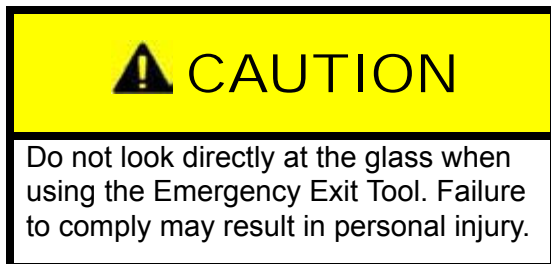 CAUTION
Do not look directly at the glass when
using the Emergency Exit Tool. Failure
to comply may result in personal injury.